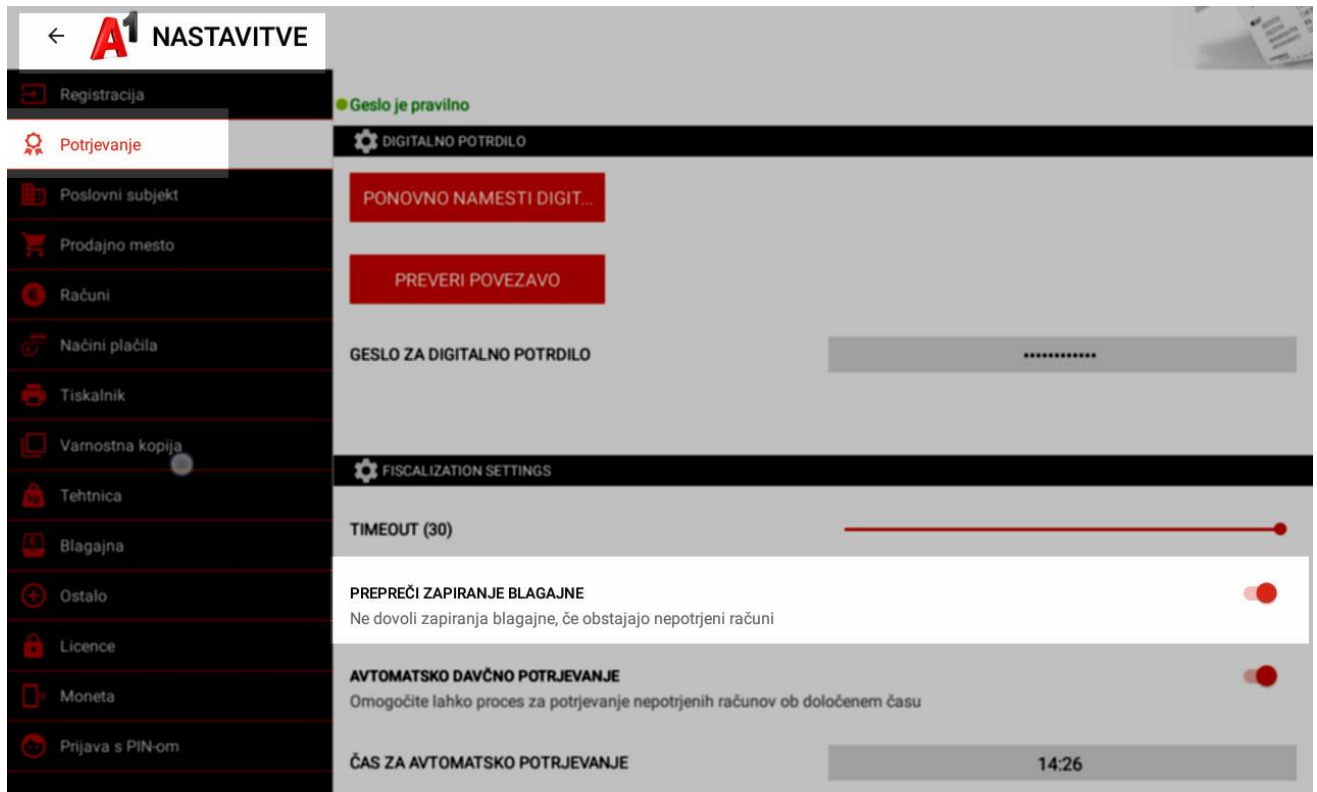 A1 NASTAVITVE
Registracija
Potrjevanje
Poslovni subjekt
Prodajno mesto
Računi
Načini plačila
Tiskalnik
Varnostna kopija
Tehtnica
Blagajna
Ostalo
Licence
Moneta
Prijava s PIN-om
Geslo je pravilno
DIGITALNO POTRDILO
PONOVNO NAMESTI DIGIT...
PREVERI POVEZAVO
GESLO ZA DIGITALNO POTRDILO
••••••••••••
FISCALIZATION SETTINGS
TIMEOUT (30)
PREPREČI ZAPIRANJE BLAGAJNE
Ne dovoli zapiranja blagajne, če obstajajo nepotrjeni računi
AVTOMATSKO DAVČNO POTRJEVANJE
Omogočite lahko proces za potrjevanje nepotrjenih računov ob določenem času
ČAS ZA AVTOMATSKO POTRJEVANJE
14:26